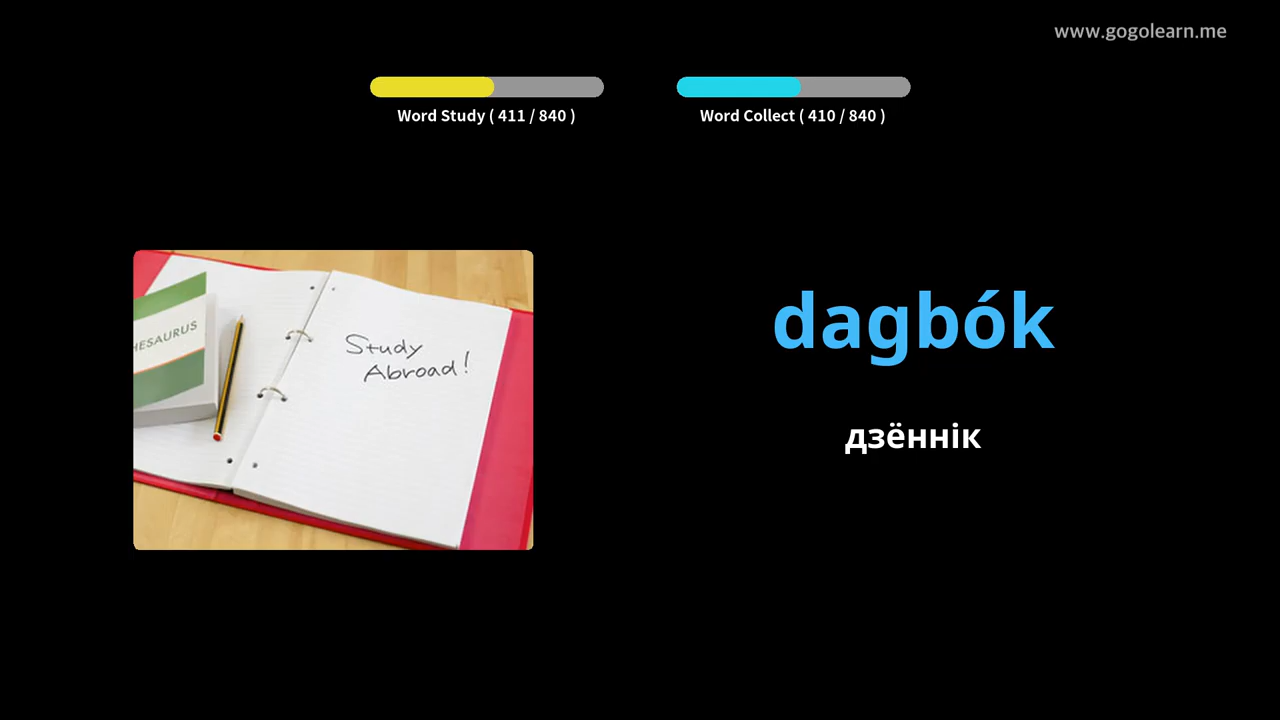 www.gogolearn.me
Word Study ( 411 / 840 )
Word Collect ( 410 / 840 )
HESAURUS
Study
Abroad!
dagbók
дзённік